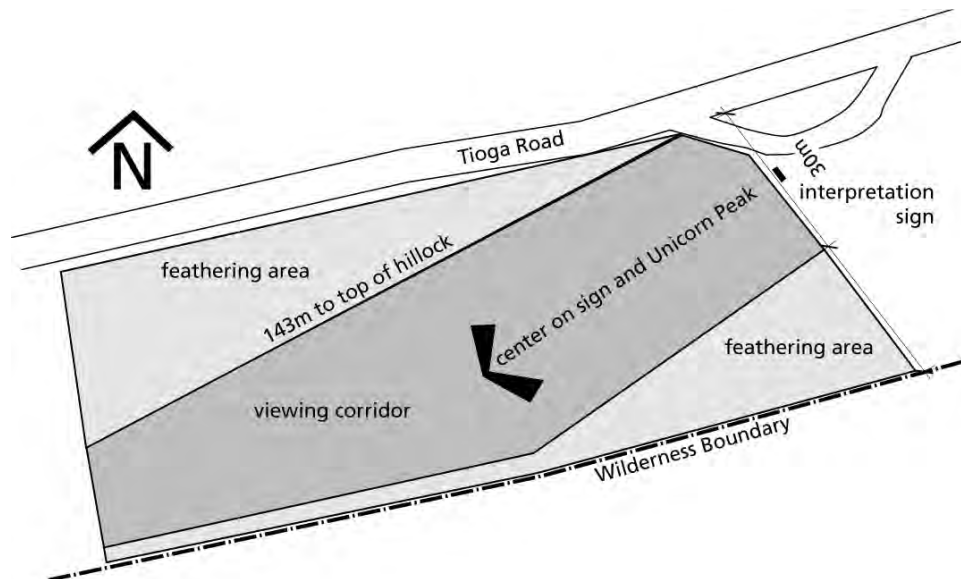 N
Tioga Road
30m
interpretation
sign
feathering area
143m to top of hillock
center on sign and Unicorn Peak
feathering area
viewing corridor
Wilderness Boundary